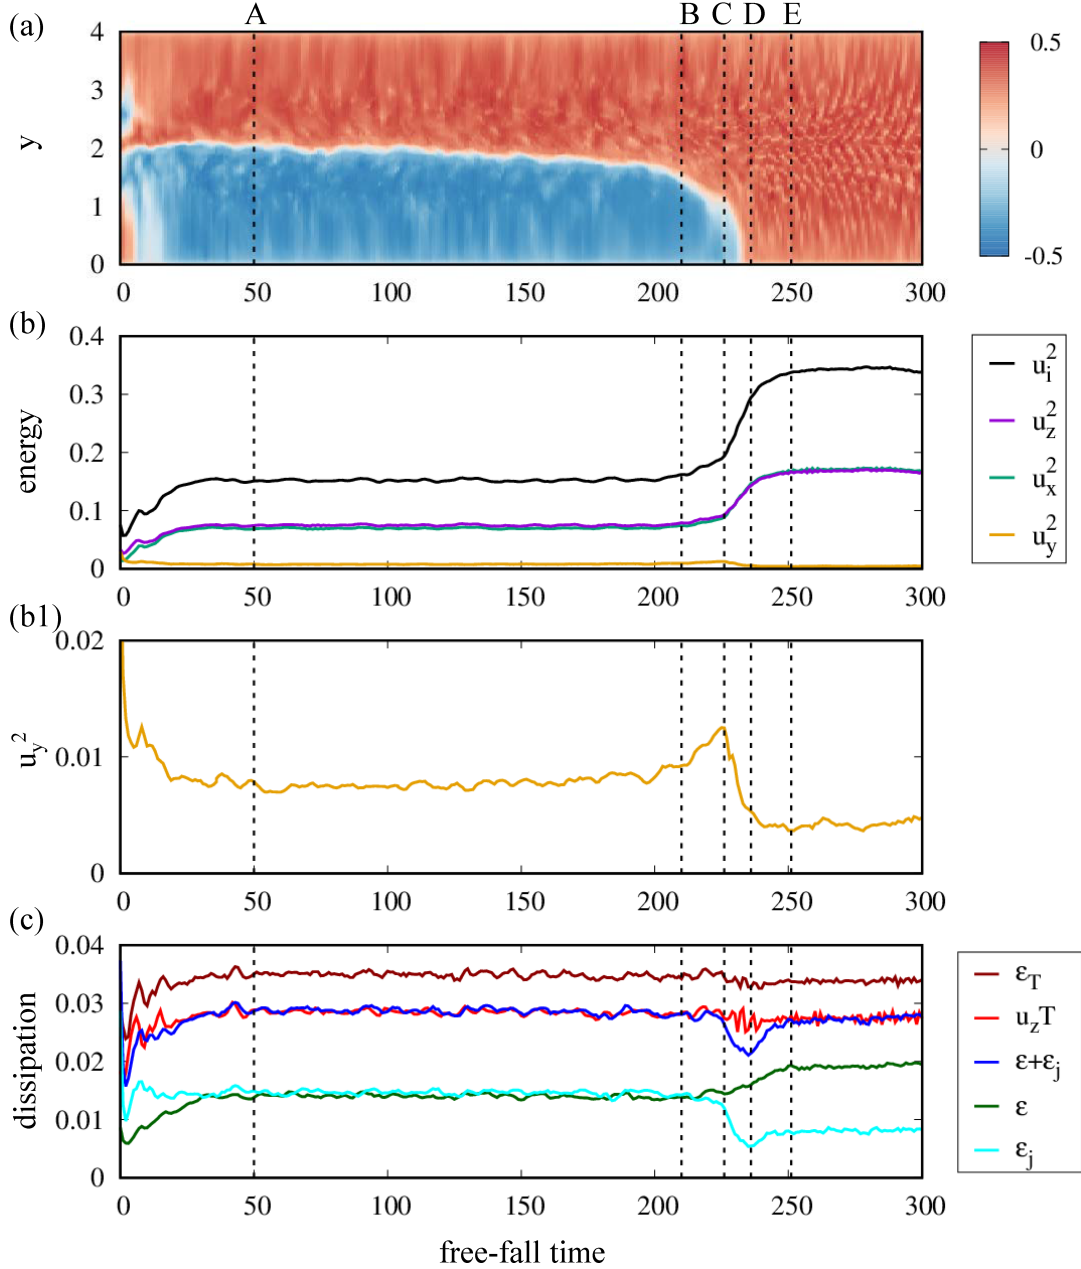 (a)
A B C D E
4
3
2
1
0
y
0 50 100 150 200 250 300
0.5
0
-0.5
(b)
0.4
0.3
0.2
0.1
0
energy
0 50 100 150 200 250 300
u_i^2
u_z^2
u_x^2
u_y^2
(b1)
0.02
0.01
0
u_y^2
0 50 100 150 200 250 300
(c)
0.04
0.03
0.02
0.01
0
dissipation
0 50 100 150 200 250 300
ε_T
u_zT
ε+ε_j
ε
ε_j
free-fall time